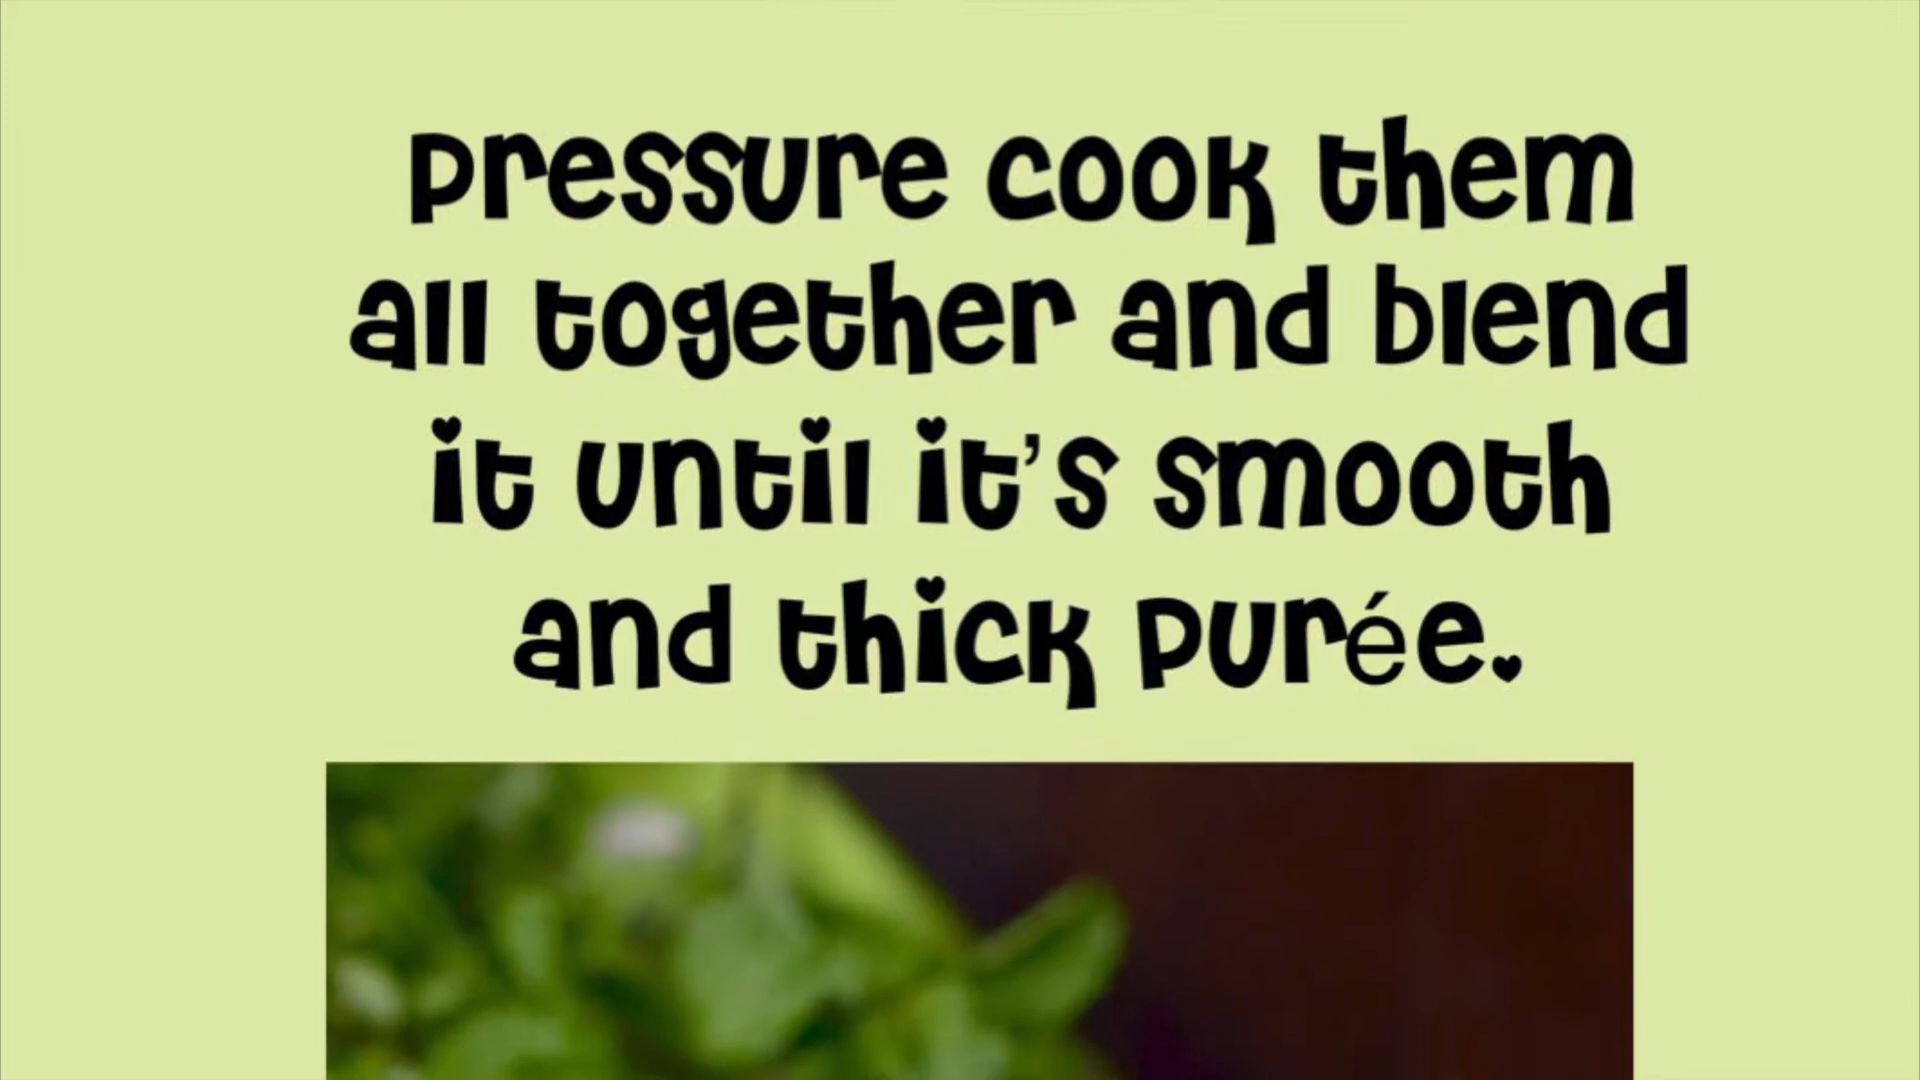 Pressure cook them
all together and blend
it until it's smooth
and thick purée.